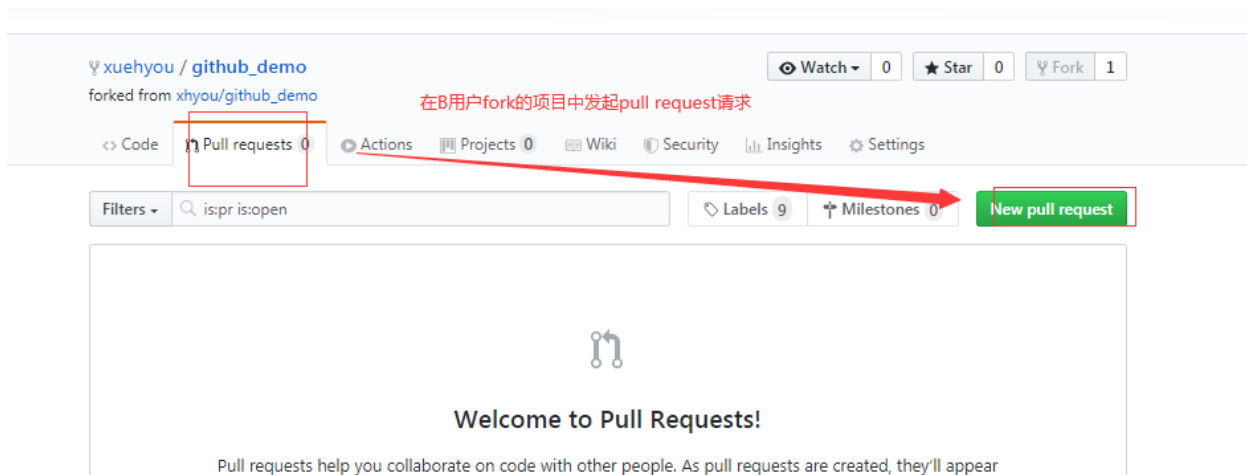 xuehyou / github_demo
Watch 0 Star 0 Fork 1
forked from xhyou/github_demo
在B用户fork的项目中发起pull request请求
Code Pull requests 0 Actions Projects 0 Wiki Security Insights Settings
Filters is:pr is:open Labels 9 Milestones 0 New pull request
Welcome to Pull Requests!
Pull requests help you collaborate on code with other people. As pull requests are created, they'll appear